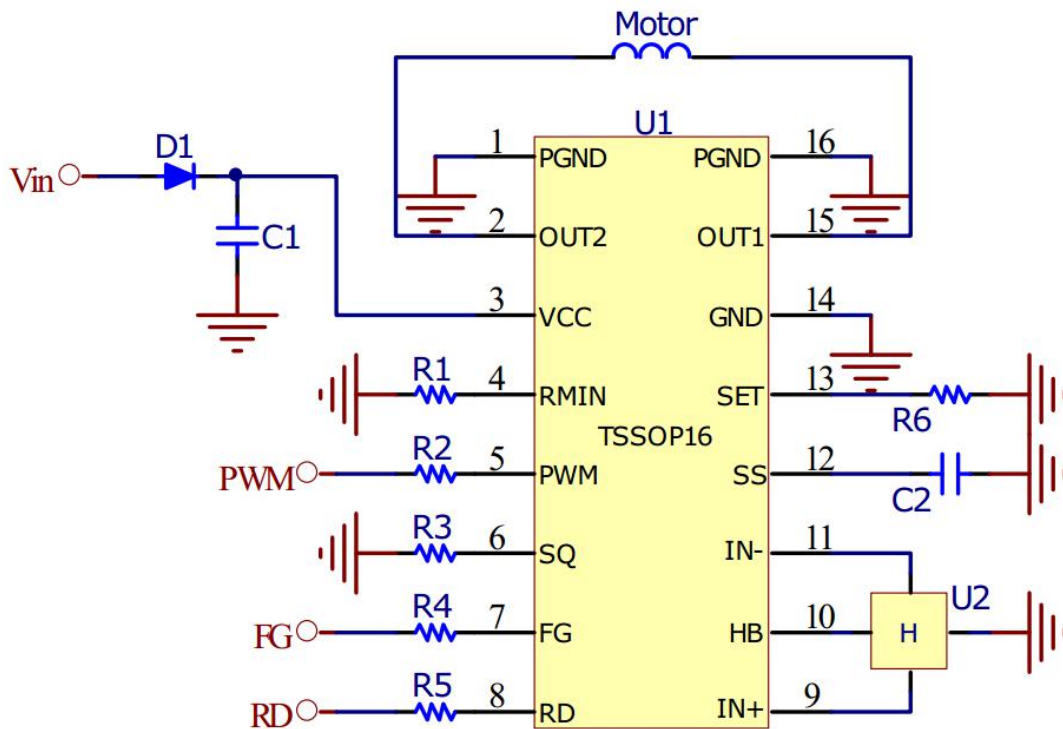 Motor
U1
D1
Vin
C1
1 PGND PGND 16
2 OUT2 OUT1 15
3 VCC GND 14
R1 4 RMIN SET 13 R6
TSSOP16
PWM R2 5 PWM SS 12 C2
R3 6 SQ IN- 11
U2
FG R4 7 FG HB 10 H
RD R5 8 RD IN+ 9